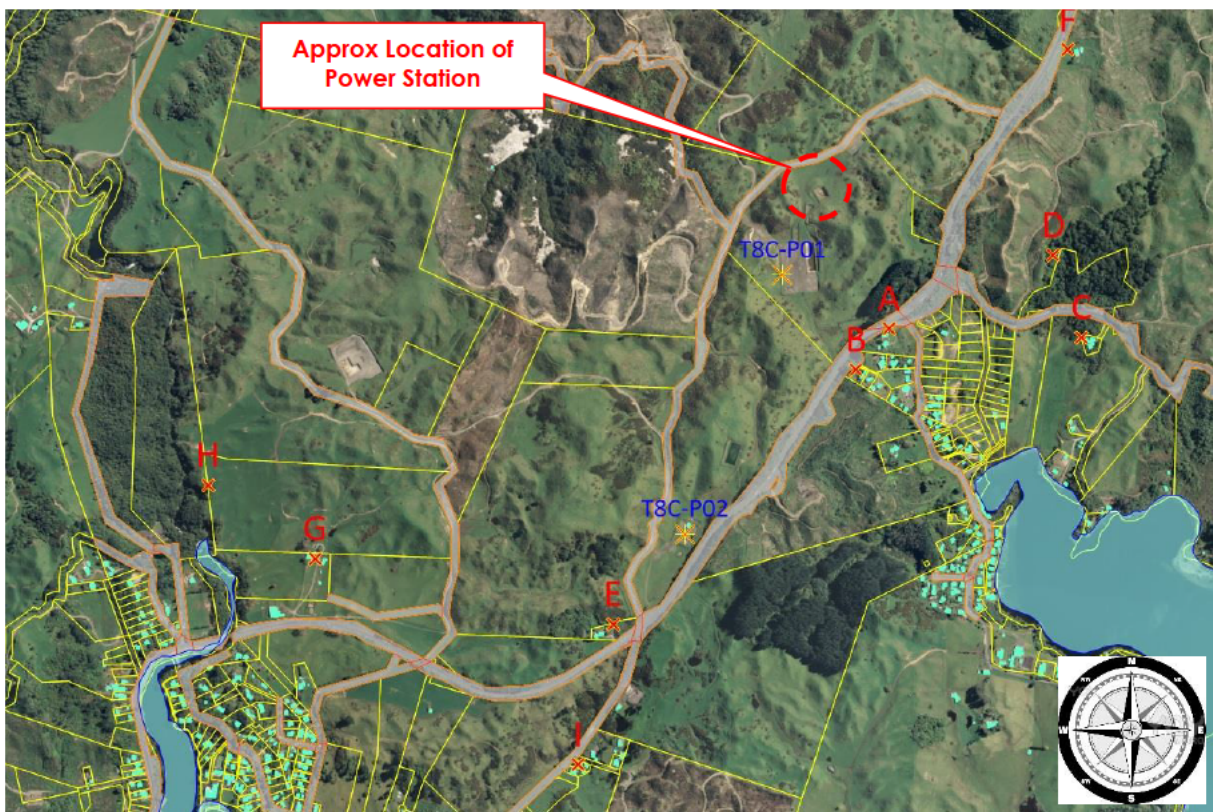 F
Approx Location of
Power Station
D
T8C-P01
A
C
B
H
T8C-P02
G
E
I
N
W
E
S